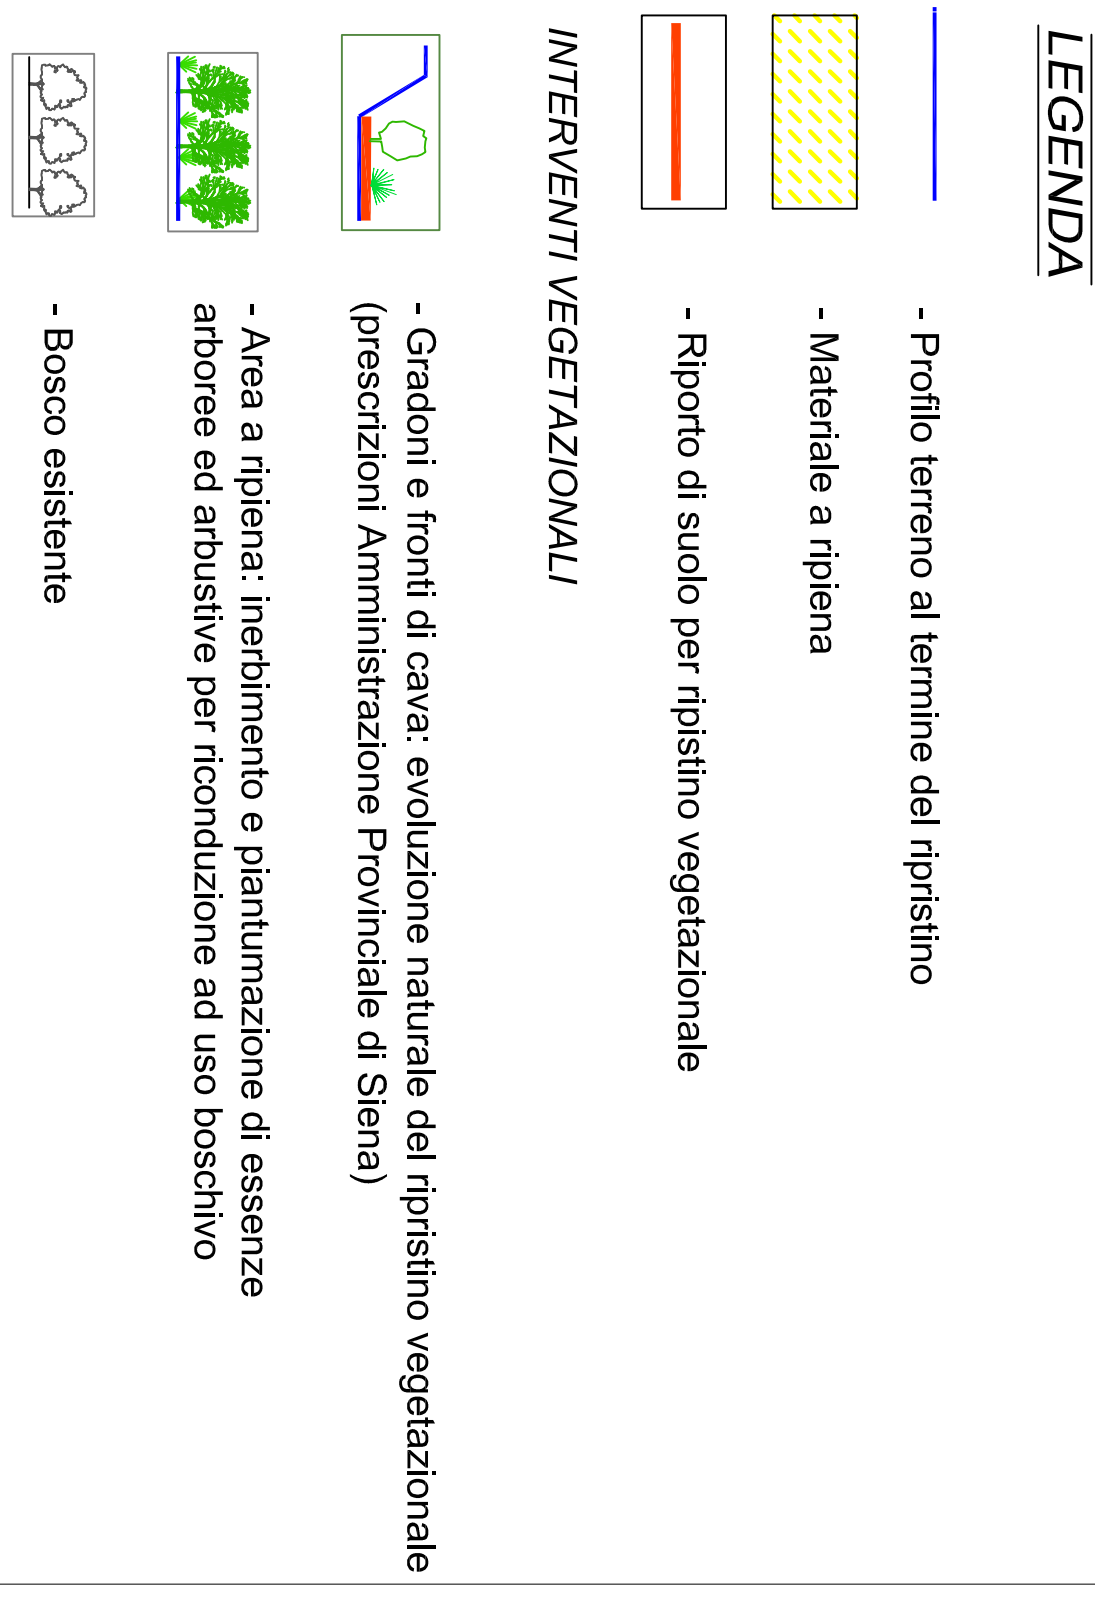 LEGENDA
- Profilo terreno al termine del ripristino
- Materiale a ripiena
- Riporto di suolo per ripistino vegetazionale
INTERVENTI VEGETAZIONALI
- Gradoni e fronti di cava: evoluzione naturale del ripristino vegetazionale
(prescrizioni Amministrazione Provinciale di Siena)
- Area a ripiena: inerbimento e piantumazione di essenze
arboree ed arbustive per riconduzione ad uso boschivo
- Bosco esistente